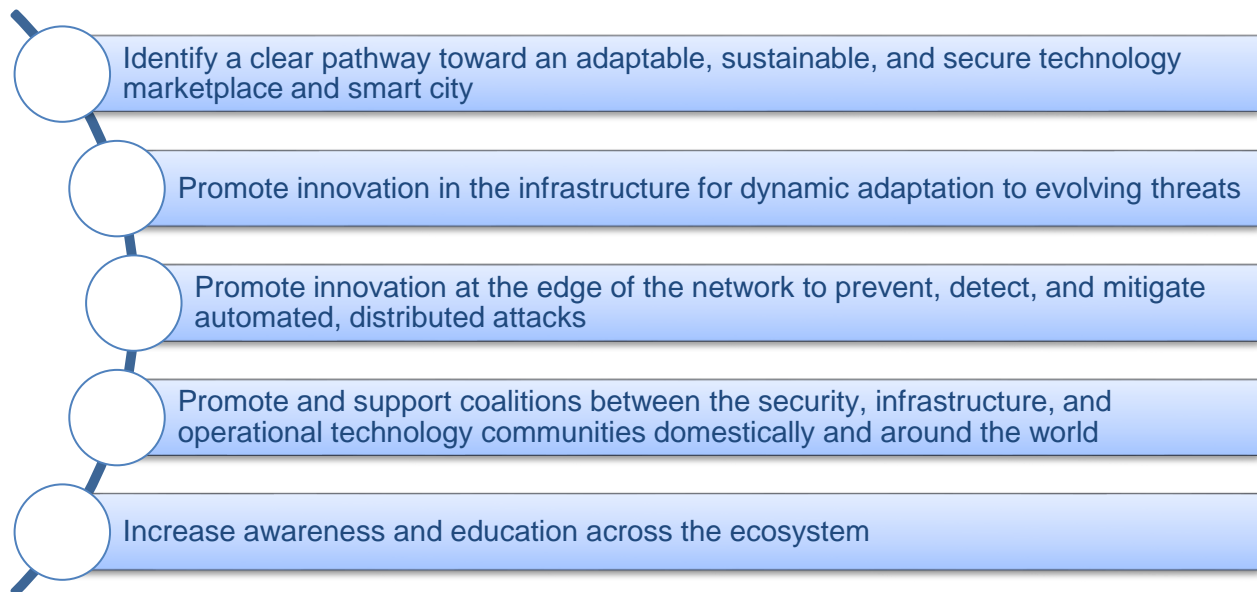 Identify a clear pathway toward an adaptable, sustainable, and secure technology
marketplace and smart city
Promote innovation in the infrastructure for dynamic adaptation to evolving threats
Promote innovation at the edge of the network to prevent, detect, and mitigate
automated, distributed attacks
Promote and support coalitions between the security, infrastructure, and
operational technology communities domestically and around the world
Increase awareness and education across the ecosystem